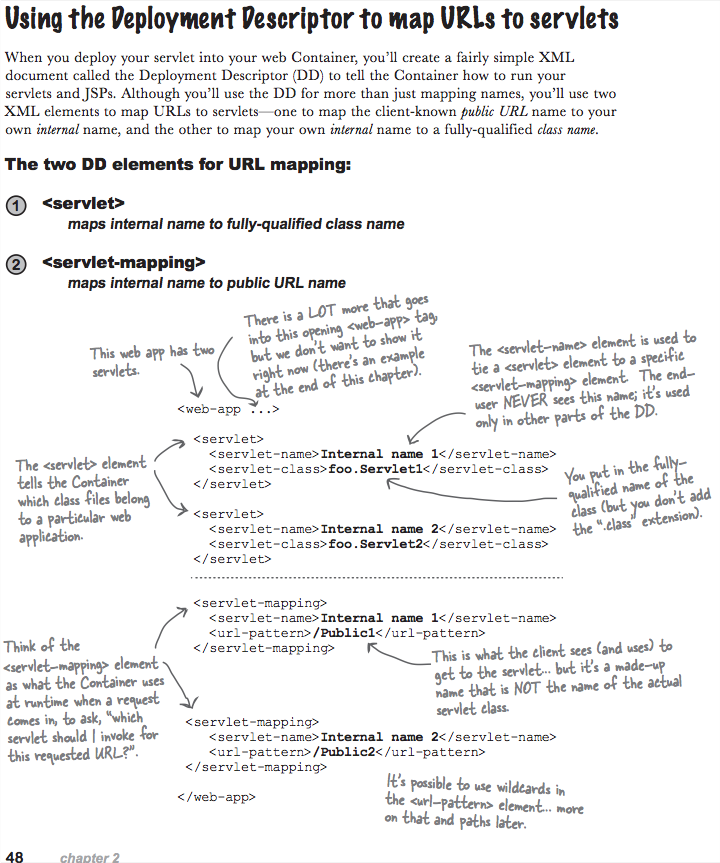 Using the Deployment Descriptor to map URLs to servlets
When you deploy your servlet into your web Container, you'll create a fairly simple XML
document called the Deployment Descriptor (DD) to tell the Container how to run your
servlets and JSPs. Although you'll use the DD for more than just mapping names, you'll use two
XML elements to map URLs to servlets—one to map the client-known public URL name to your
own internal name, and the other to map your own internal name to a fully-qualified class name.
The two DD elements for URL mapping:
1 <servlet>
maps internal name to fully-qualified class name
2 <servlet-mapping>
maps internal name to public URL name
This web app has two
servlets.
There is a LOT more that goes
into this opening <web-app> tag,
but we don't want to show it
right now (there's an example
at the end of this chapter).
The <servlet-name> element is used to
tie a <servlet> element to a specific
<servlet-mapping> element. The end-
user NEVER sees this name; it's used
only in other parts of the DD.
<web-app ...>
<servlet>
<servlet-name>Internal name 1</servlet-name>
<servlet-class>foo.Servlet1</servlet-class>
</servlet>
The <servlet> element
tells the Container
which class files belong
to a particular web
application.
You put in the fully-
qualified name of the
class (but you don't add
the ".class" extension).
<servlet>
<servlet-name>Internal name 2</servlet-name>
<servlet-class>foo.Servlet2</servlet-class>
</servlet>
<servlet-mapping>
<servlet-name>Internal name 1</servlet-name>
<url-pattern>/Public1</url-pattern>
</servlet-mapping>
Think of the
<servlet-mapping> element
as what the Container uses
at runtime when a request
comes in, to ask, "which
servlet should I invoke for
this requested URL?".
This is what the client sees (and uses) to
get to the servlet... but it's a made-up
name that is NOT the name of the actual
servlet class.
<servlet-mapping>
<servlet-name>Internal name 2</servlet-name>
<url-pattern>/Public2</url-pattern>
</servlet-mapping>
</web-app>
It's possible to use wildcards in
the <url-pattern> element... more
on that and paths later.
48 chapter 2